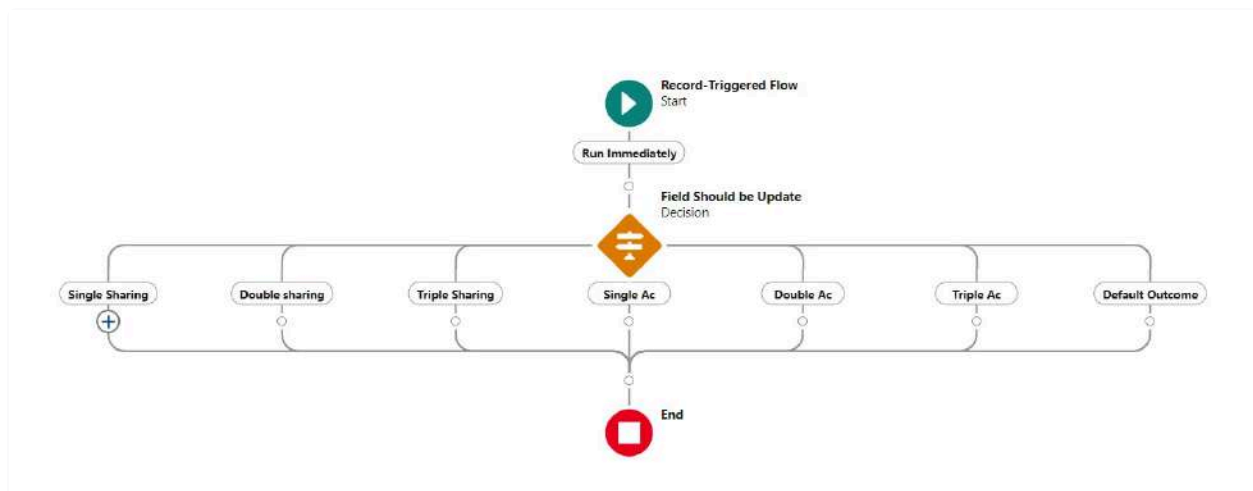 Record-Triggered Flow
Start
Run Immediately
Field Should be Update
Decision
Single Sharing
Double sharing
Triple Sharing
Single Ac
Double Ac
Triple Ac
Default Outcome
End